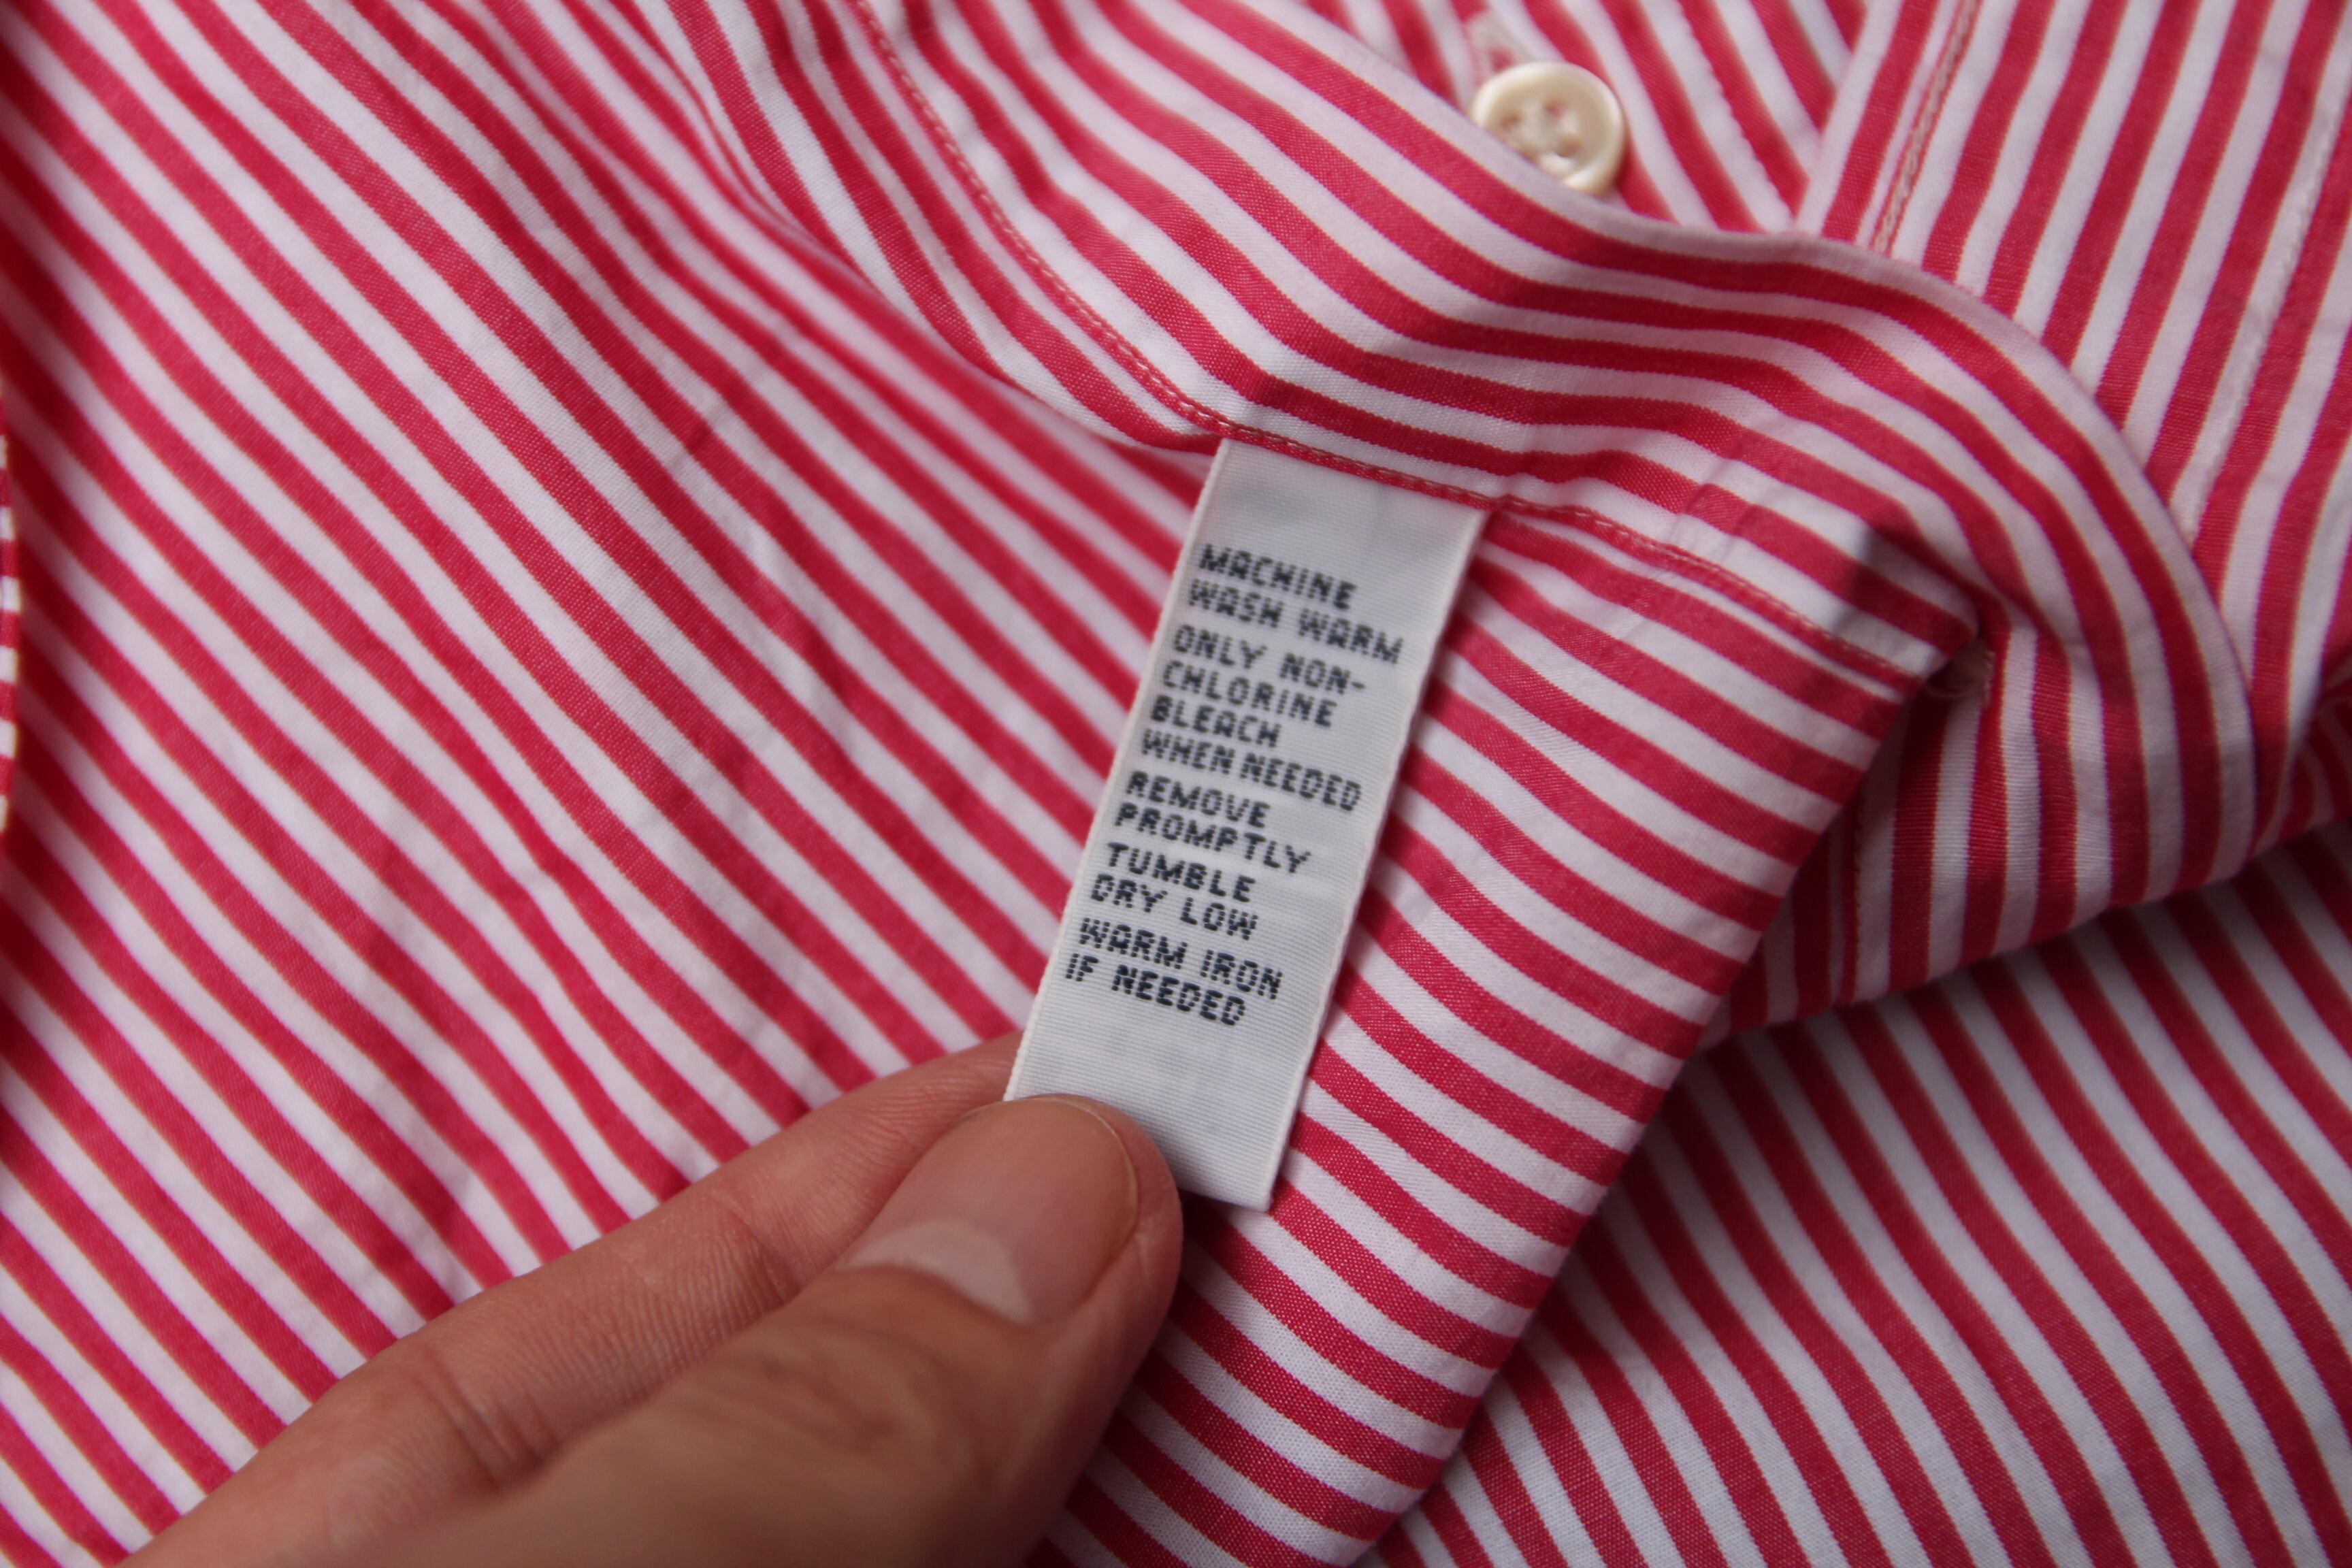 MACHINE
WASH WARM
ONLY NON-
CHLORINE
BLEACH
WHEN NEEDED
REMOVE
PROMPTLY
TUMBLE
DRY LOW
WARM IRON
IF NEEDED